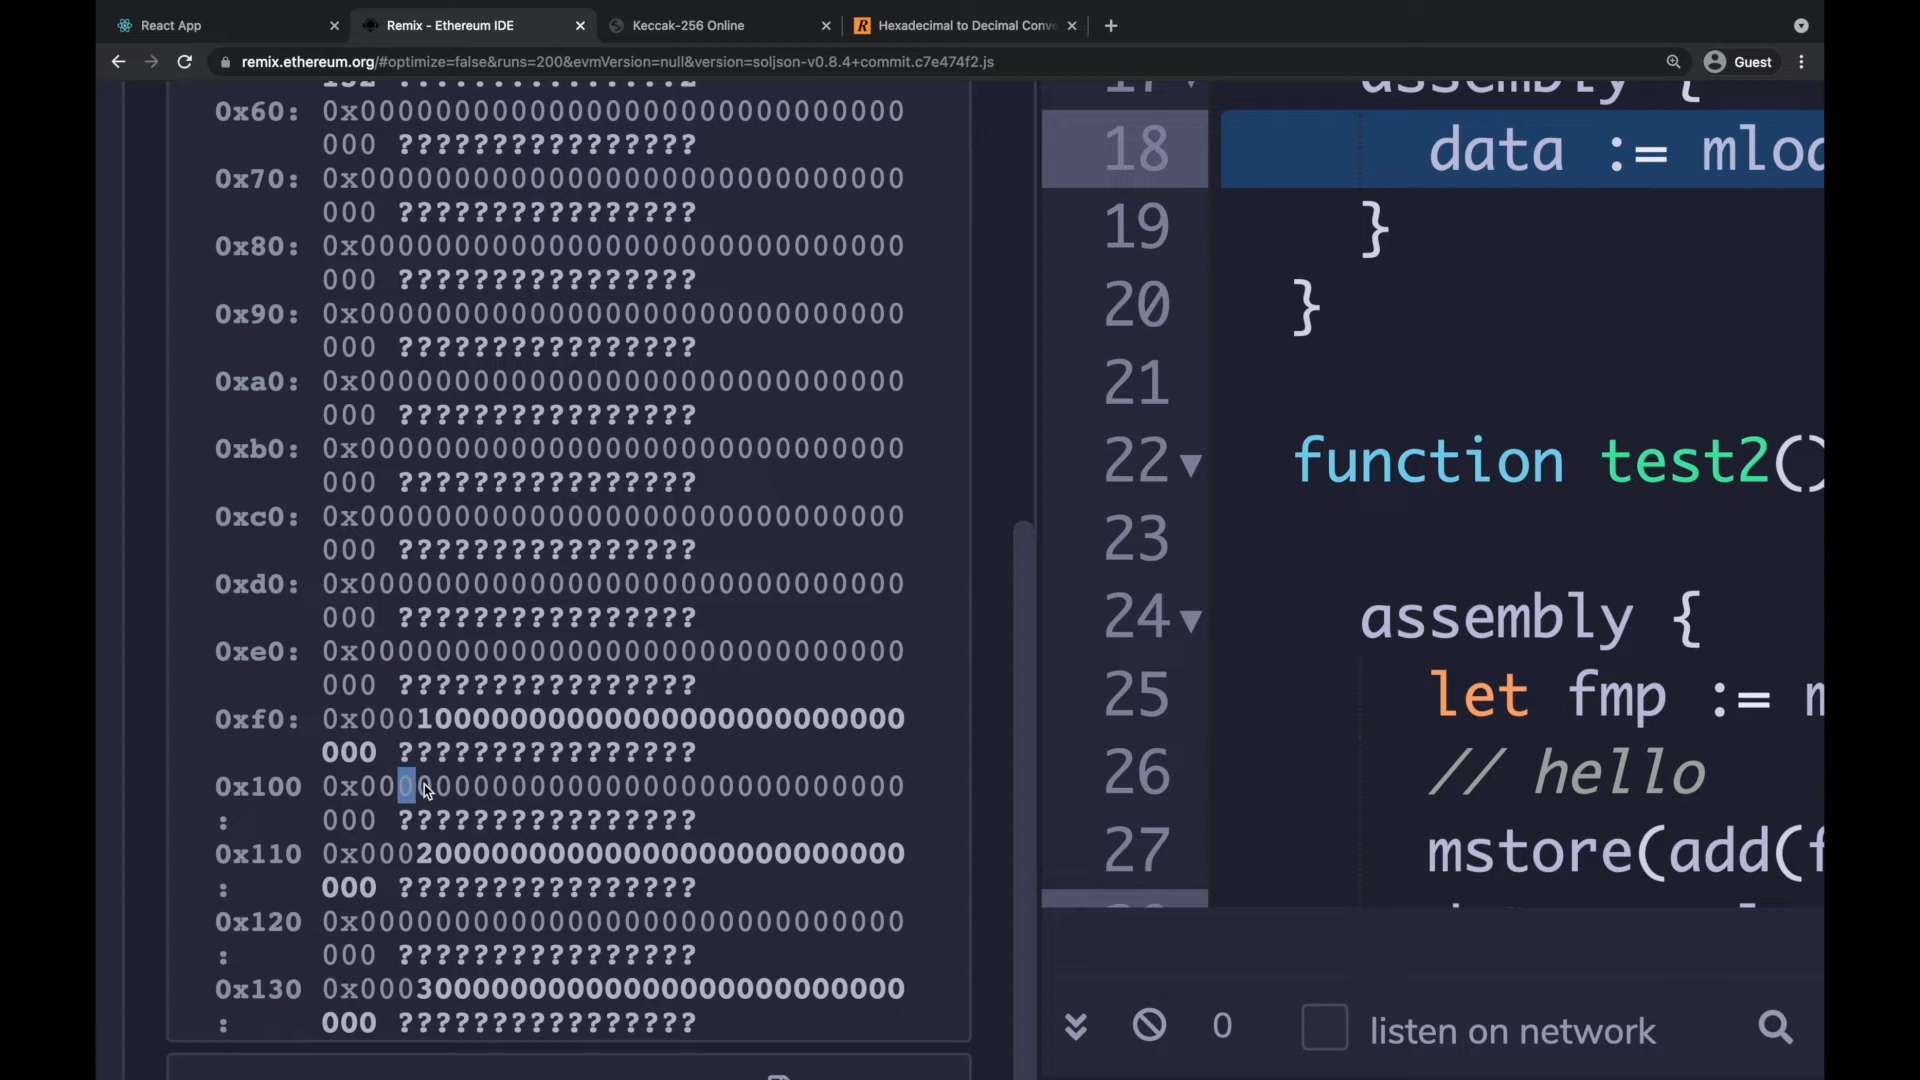 React App
Remix - Ethereum IDE
Keccak-256 Online
Hexadecimal to Decimal Conve
remix.ethereum.org/#optimize=false&runs=200&evmVersion=null&version=soljson-v0.8.4+commit.c7e474f2.js
Guest
0x60: 0x00000000000000000000000000000
000 ????????????????
0x70: 0x00000000000000000000000000000
000 ????????????????
0x80: 0x00000000000000000000000000000
000 ????????????????
0x90: 0x00000000000000000000000000000
000 ????????????????
0xa0: 0x00000000000000000000000000000
000 ????????????????
0xb0: 0x00000000000000000000000000000
000 ????????????????
0xc0: 0x00000000000000000000000000000
000 ????????????????
0xd0: 0x00000000000000000000000000000
000 ????????????????
0xe0: 0x00000000000000000000000000000
000 ????????????????
0xf0: 0x00010000000000000000000000000
000 ????????????????
0x100 0x00000000000000000000000000000
: 000 ????????????????
0x110 0x00020000000000000000000000000
: 000 ????????????????
0x120 0x00000000000000000000000000000
: 000 ????????????????
0x130 0x00030000000000000000000000000
: 000 ????????????????
17 assembly {
18 data := mloa
19 }
20 }
21
22 function test2()
23
24 assembly {
25 let fmp := m
26 // hello
27 mstore(add(f
0 listen on network